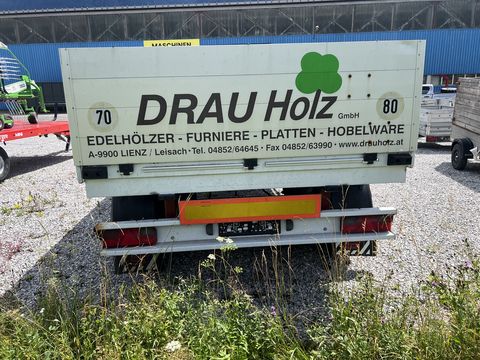 MASCHINEN
DRAU Holz GmbH
70
80
EDELHÖLZER - FURNIERE - PLATTEN - HOBELWARE
A-9900 LIENZ / Leisach • Tel. 04852/64645 • Fax 04852/63990 • www.drauholz.at